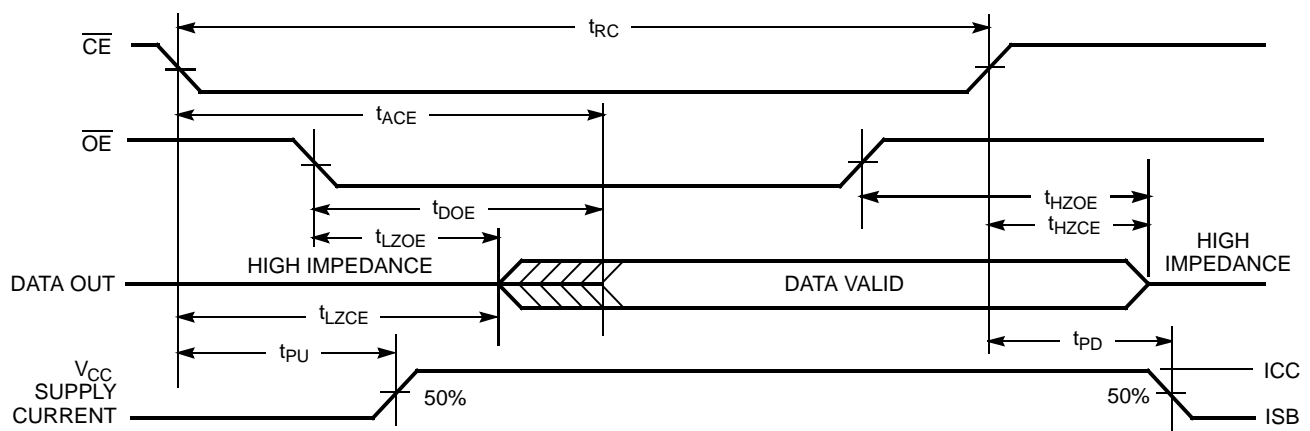 tRC
CE
tACE
OE
tHZOE
tDOE
tHZCE
tLZOE
HIGH
IMPEDANCE
HIGH IMPEDANCE
DATA OUT
DATA VALID
tLZCE
tPU
tPD
VCC
SUPPLY
CURRENT
50%
50%
ICC
ISB